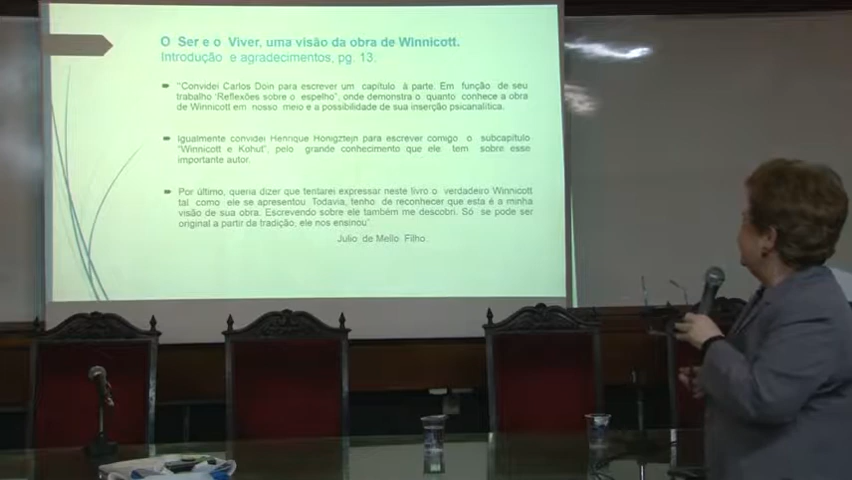 O Ser e o Viver, uma visão da obra de Winnicott.
Introdução e agradecimentos, pg. 13.
"Convidei Carlos Doin para escrever um capítulo à parte. Em função de seu
trabalho 'Reflexões sobre o espelho", onde demonstra o quanto conhece a obra
de Winnicott em nosso meio e a possibilidade de sua inserção psicanalítica.
Igualmente convidei Henrique Honigztejn para escrever comigo o subcapítulo
"Winnicott e Kohut", pelo grande conhecimento que ele tem sobre esse
importante autor.
Por último, queria dizer que tentarei expressar neste livro o verdadeiro Winnicott
tal como ele se apresentou. Todavia, tenho de reconhecer que esta é a minha
visão de sua obra. Escrevendo sobre ele também me descobri. Só se pode ser
original a partir da tradição, ele nos ensinou"
Julio de Mello Filho.